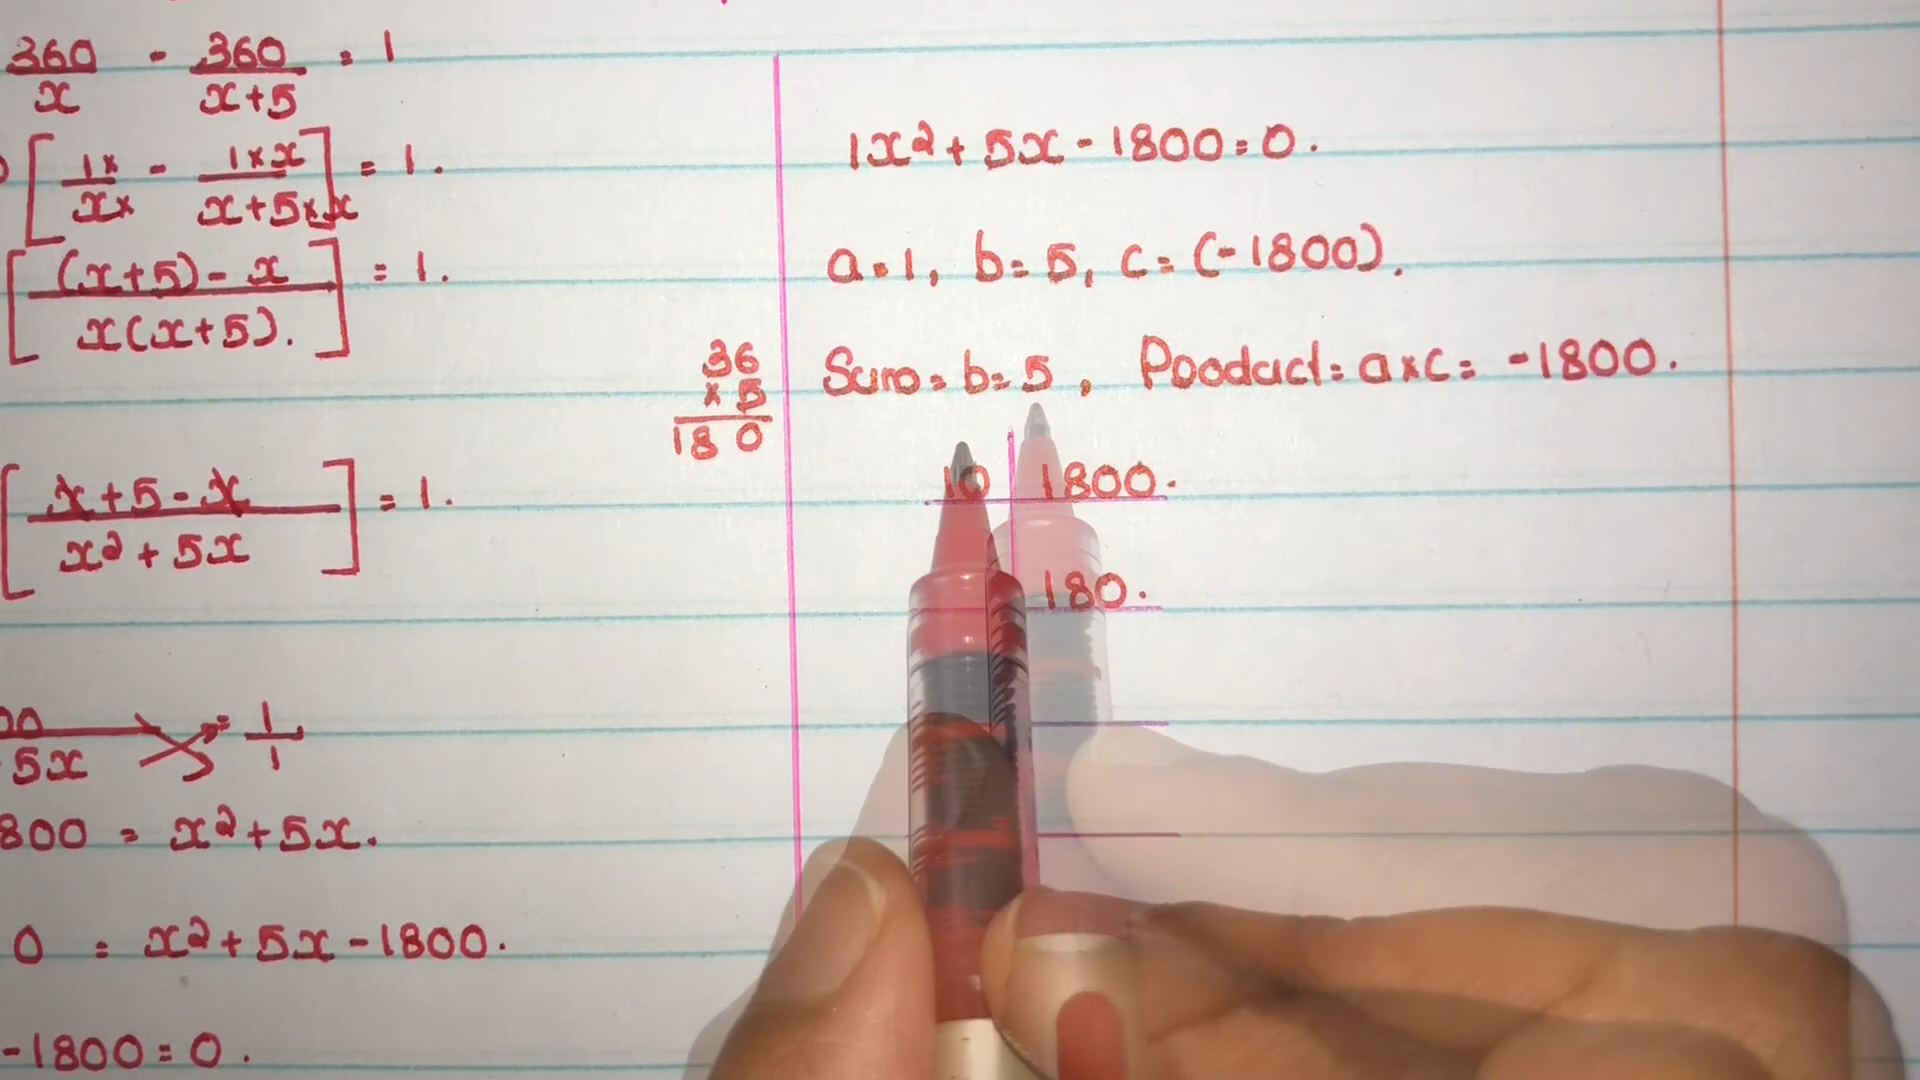 360/x - 360/x+5 = 1
[1×/x× - 1×x/x+5×x] = 1.
[(x+5)-x/x(x+5).] = 1.
[x+5-x/x²+5x] = 1.
5x = 1/1
800 = x²+5x.
0 = x²+5x-1800.
-1800=0.
36
×5
180
1x²+5x-1800=0.
a=1, b=5, c=(-1800).
Sum=b=5, Product=a×c= -1800.
10 1800.
180.